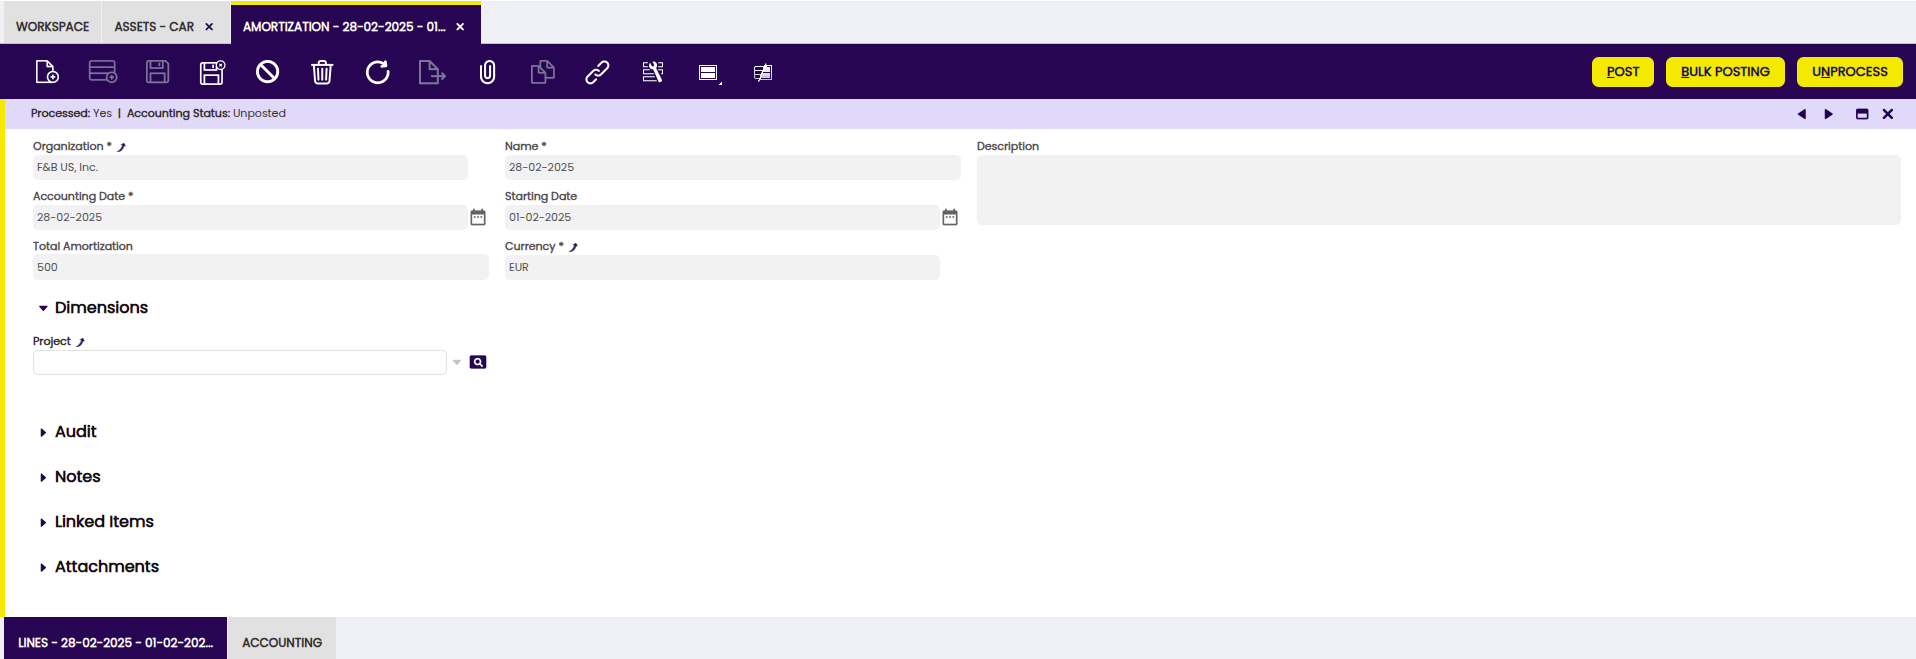 WORKSPACE
ASSETS - CAR
AMORTIZATION - 28-02-2025 - 01...
POST
BULK POSTING
UNPROCESS
Processed: Yes | Accounting Status: Unposted
Organization *
F&B US, Inc.
Name *
28-02-2025
Description
Accounting Date *
28-02-2025
Starting Date
01-02-2025
Total Amortization
500
Currency *
EUR
Dimensions
Project
Audit
Notes
Linked Items
Attachments
LINES - 28-02-2025 - 01-02-202...
ACCOUNTING